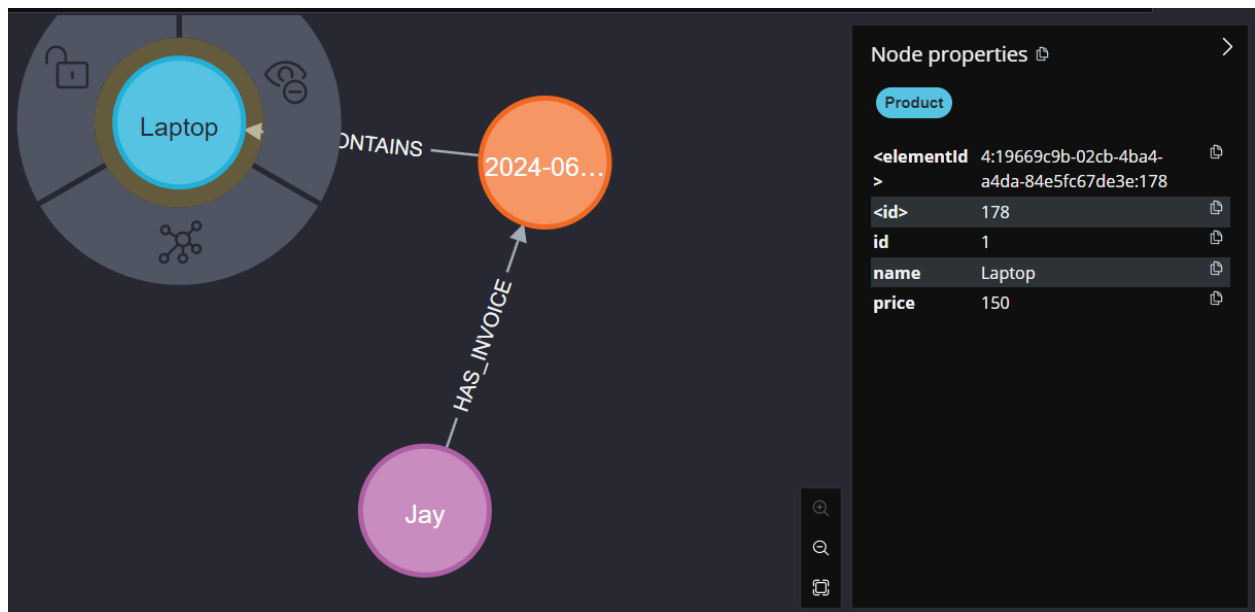 Laptop
ONTAINS
2024-06...
HAS_INVOICE
Jay
Node properties
Product
<elementId 4:19669c9b-02cb-4ba4-
> a4da-84e5fc67de3e:178
<id> 178
id 1
name Laptop
price 150